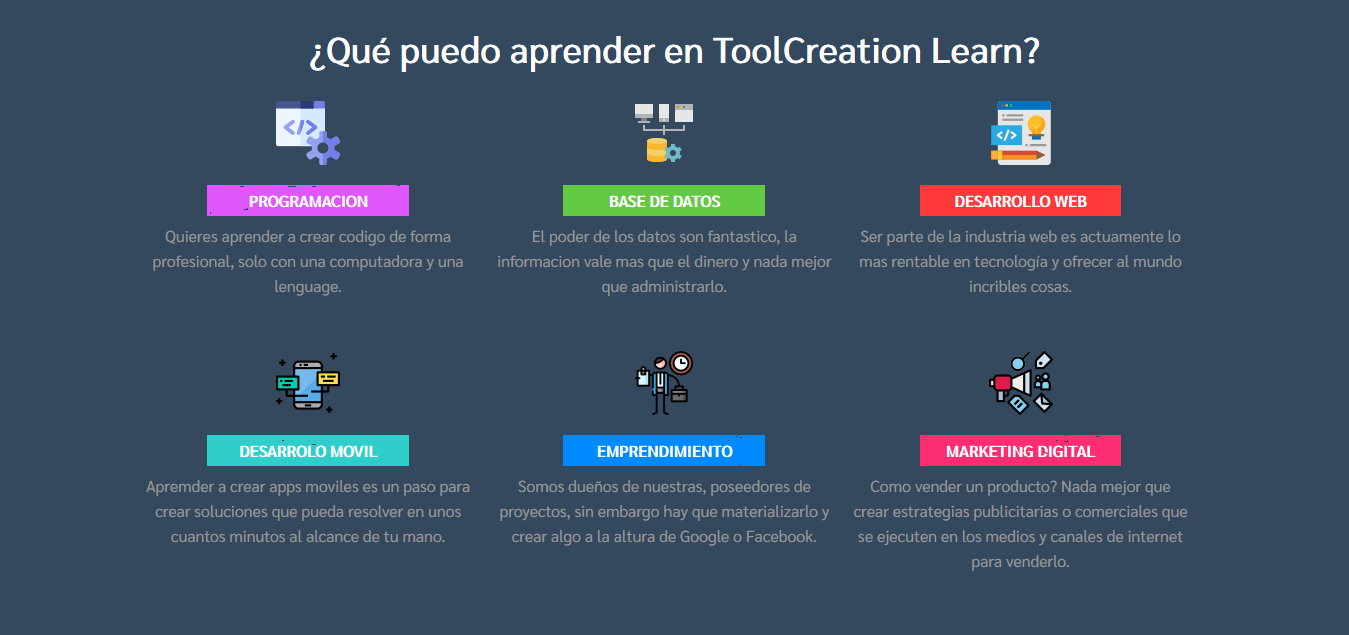 ¿Qué puedo aprender en ToolCreation Learn?
PROGRAMACION
Quieres aprender a crear codigo de forma
profesional, solo con una computadora y una
lenguage.
BASE DE DATOS
El poder de los datos son fantastico, la
informacion vale mas que el dinero y nada mejor
que administrarlo.
DESARROLLO WEB
Ser parte de la industria web es actuamente lo
mas rentable en tecnología y ofrecer al mundo
incribles cosas.
DESARROLO MOVIL
Apremder a crear apps moviles es un paso para
crear soluciones que pueda resolver en unos
cuantos minutos al alcance de tu mano.
EMPRENDIMIENTO
Somos dueños de nuestras, poseedores de
proyectos, sin embargo hay que materializarlo y
crear algo a la altura de Google o Facebook.
MARKETING DIGITAL
Como vender un producto? Nada mejor que
crear estrategias publicitarias o comerciales que
se ejecuten en los medios y canales de internet
para venderlo.